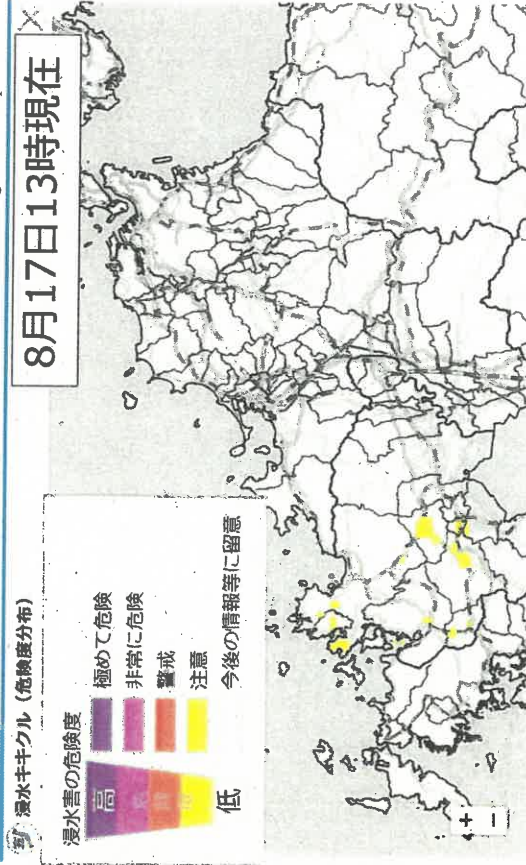 浸水キキクル（危険度分布）
8月17日13時現在
浸水害の危険度
高
低
極めて危険
非常に危険
警戒
注意
今後の情報等に留意
+
−